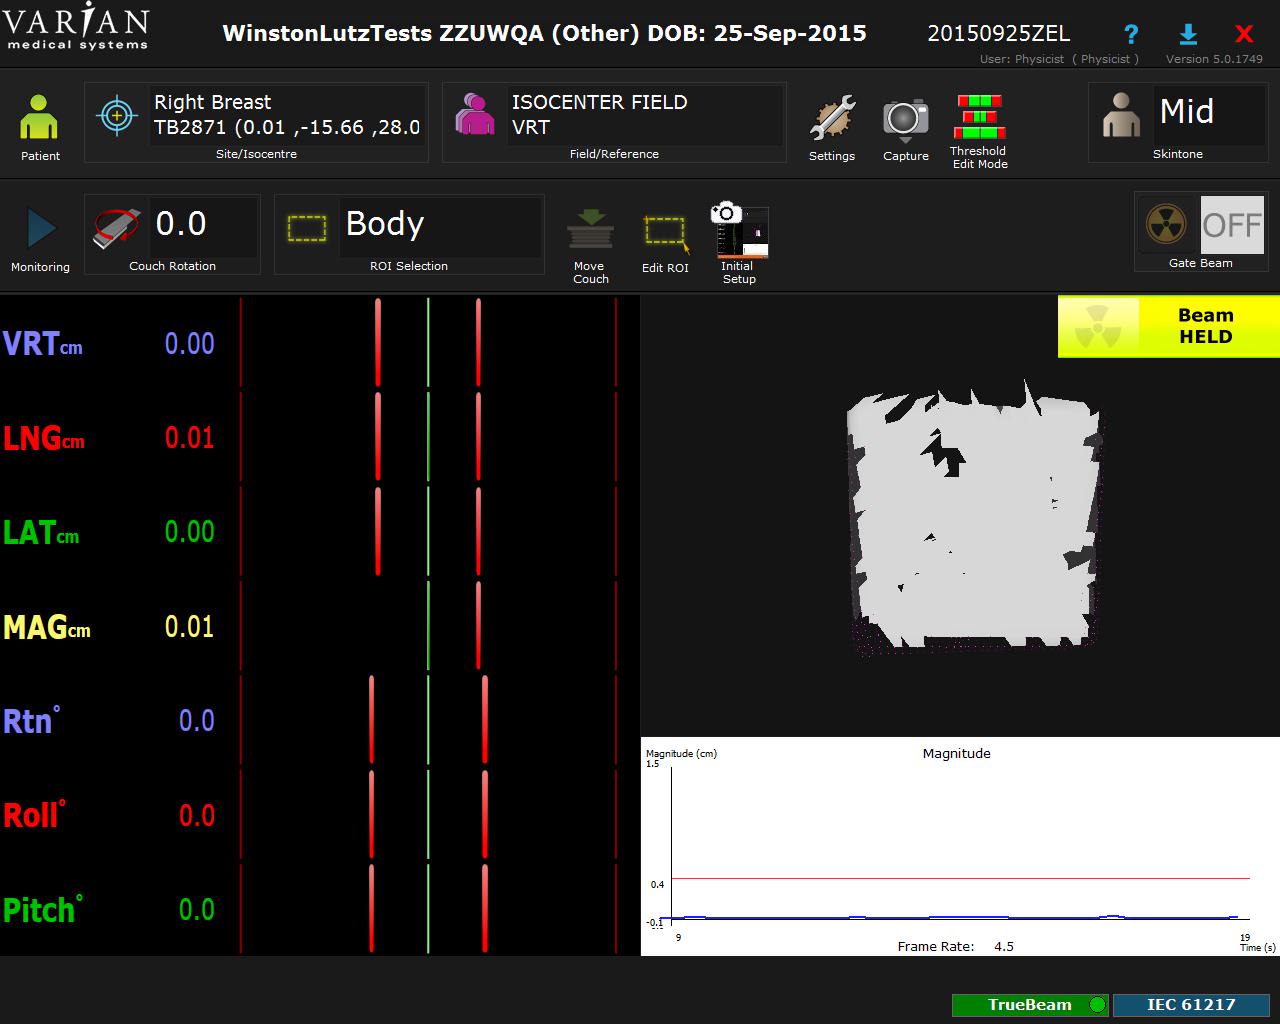 VARIAN
medical systems
WinstonLutzTests ZZUWQA (Other) DOB: 25-Sep-2015
20150925ZEL
?
X
User: Physicist ( Physicist )
Version 5.0.1749
Patient
Right Breast
TB2871 (0.01 ,-15.66 ,28.0
Site/Isocentre
ISOCENTER FIELD
VRT
Field/Reference
Settings
Capture
Threshold
Edit Mode
Mid
Skintone
Monitoring
0.0
Couch Rotation
Body
ROI Selection
Move
Couch
Edit ROI
Initial
Setup
OFF
Gate Beam
VRTcm 0.00
LNGcm 0.01
LATcm 0.00
MAGcm 0.01
Rtn° 0.0
Roll° 0.0
Pitch° 0.0
Beam
HELD
Magnitude (cm)
Magnitude
1.5
0.4
-0.1
9
19
Frame Rate: 4.5
Time (s)
TrueBeam
IEC 61217